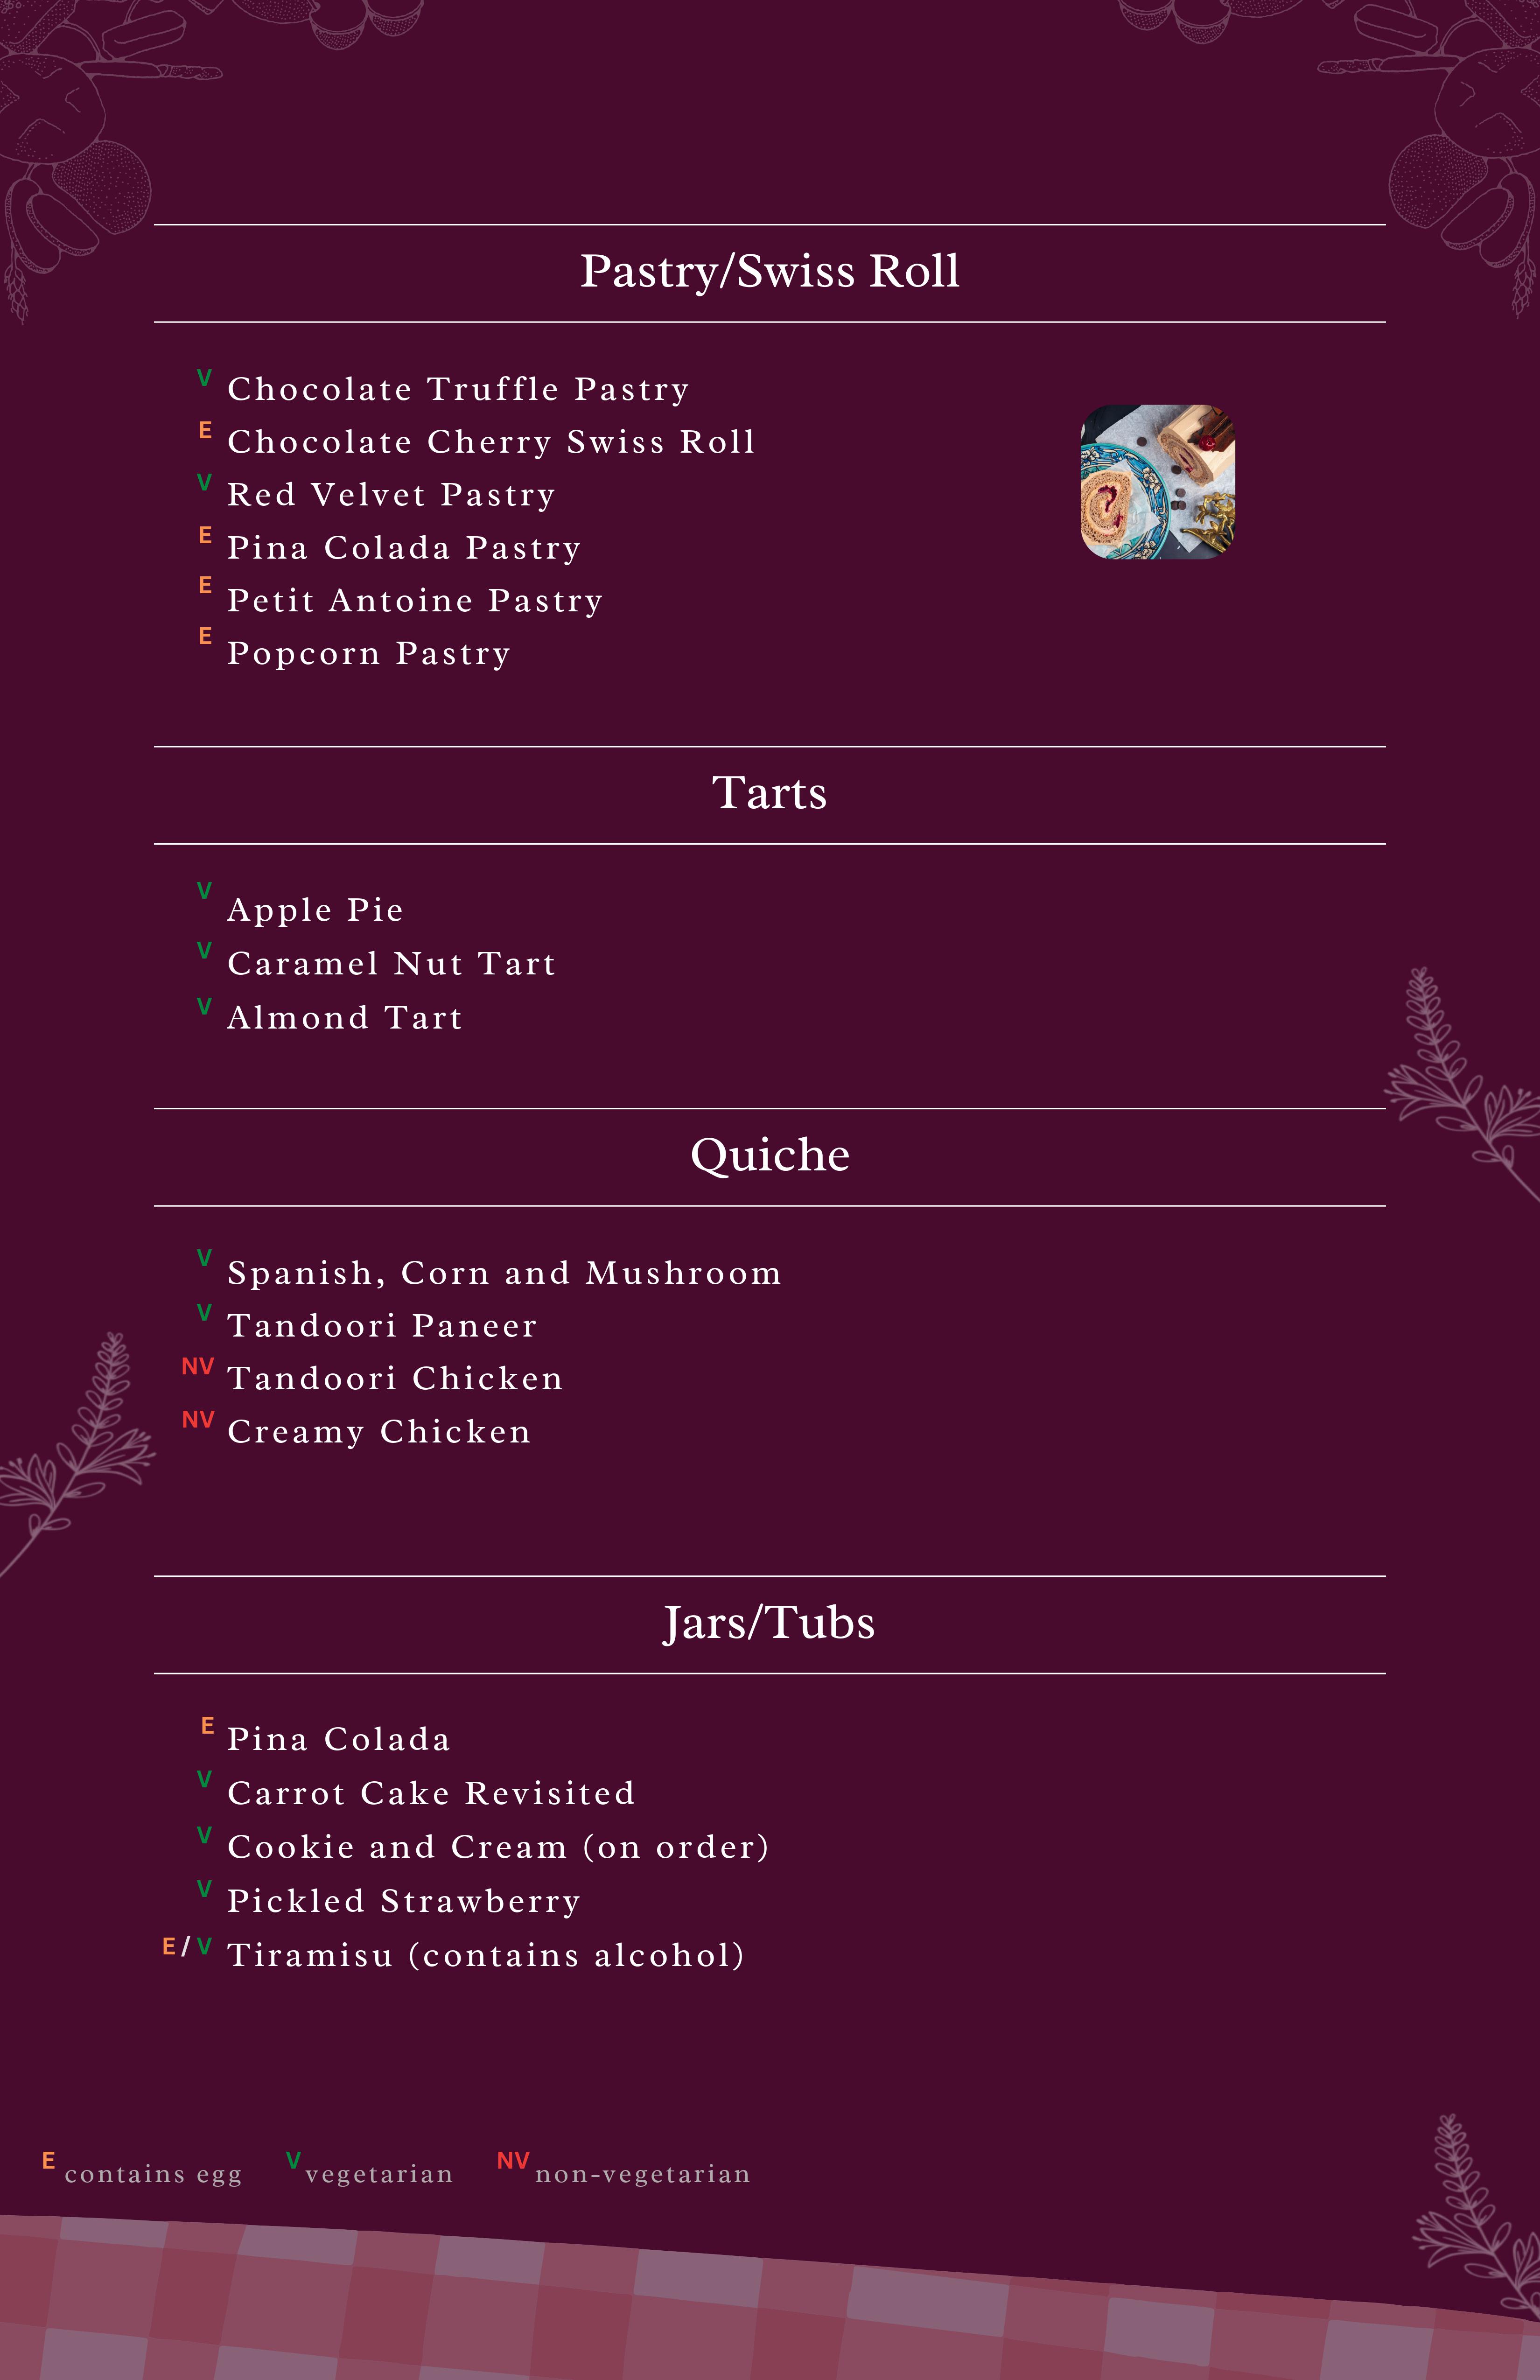 Pastry/Swiss Roll
V Chocolate Truffle Pastry
E Chocolate Cherry Swiss Roll
V Red Velvet Pastry
E Pina Colada Pastry
E Petit Antoine Pastry
E Popcorn Pastry
Tarts
V Apple Pie
V Caramel Nut Tart
V Almond Tart
Quiche
V Spanish, Corn and Mushroom
V Tandoori Paneer
NV Tandoori Chicken
NV Creamy Chicken
Jars/Tubs
E Pina Colada
V Carrot Cake Revisited
V Cookie and Cream (on order)
V Pickled Strawberry
E/V Tiramisu (contains alcohol)
E contains egg V vegetarian NV non-vegetarian